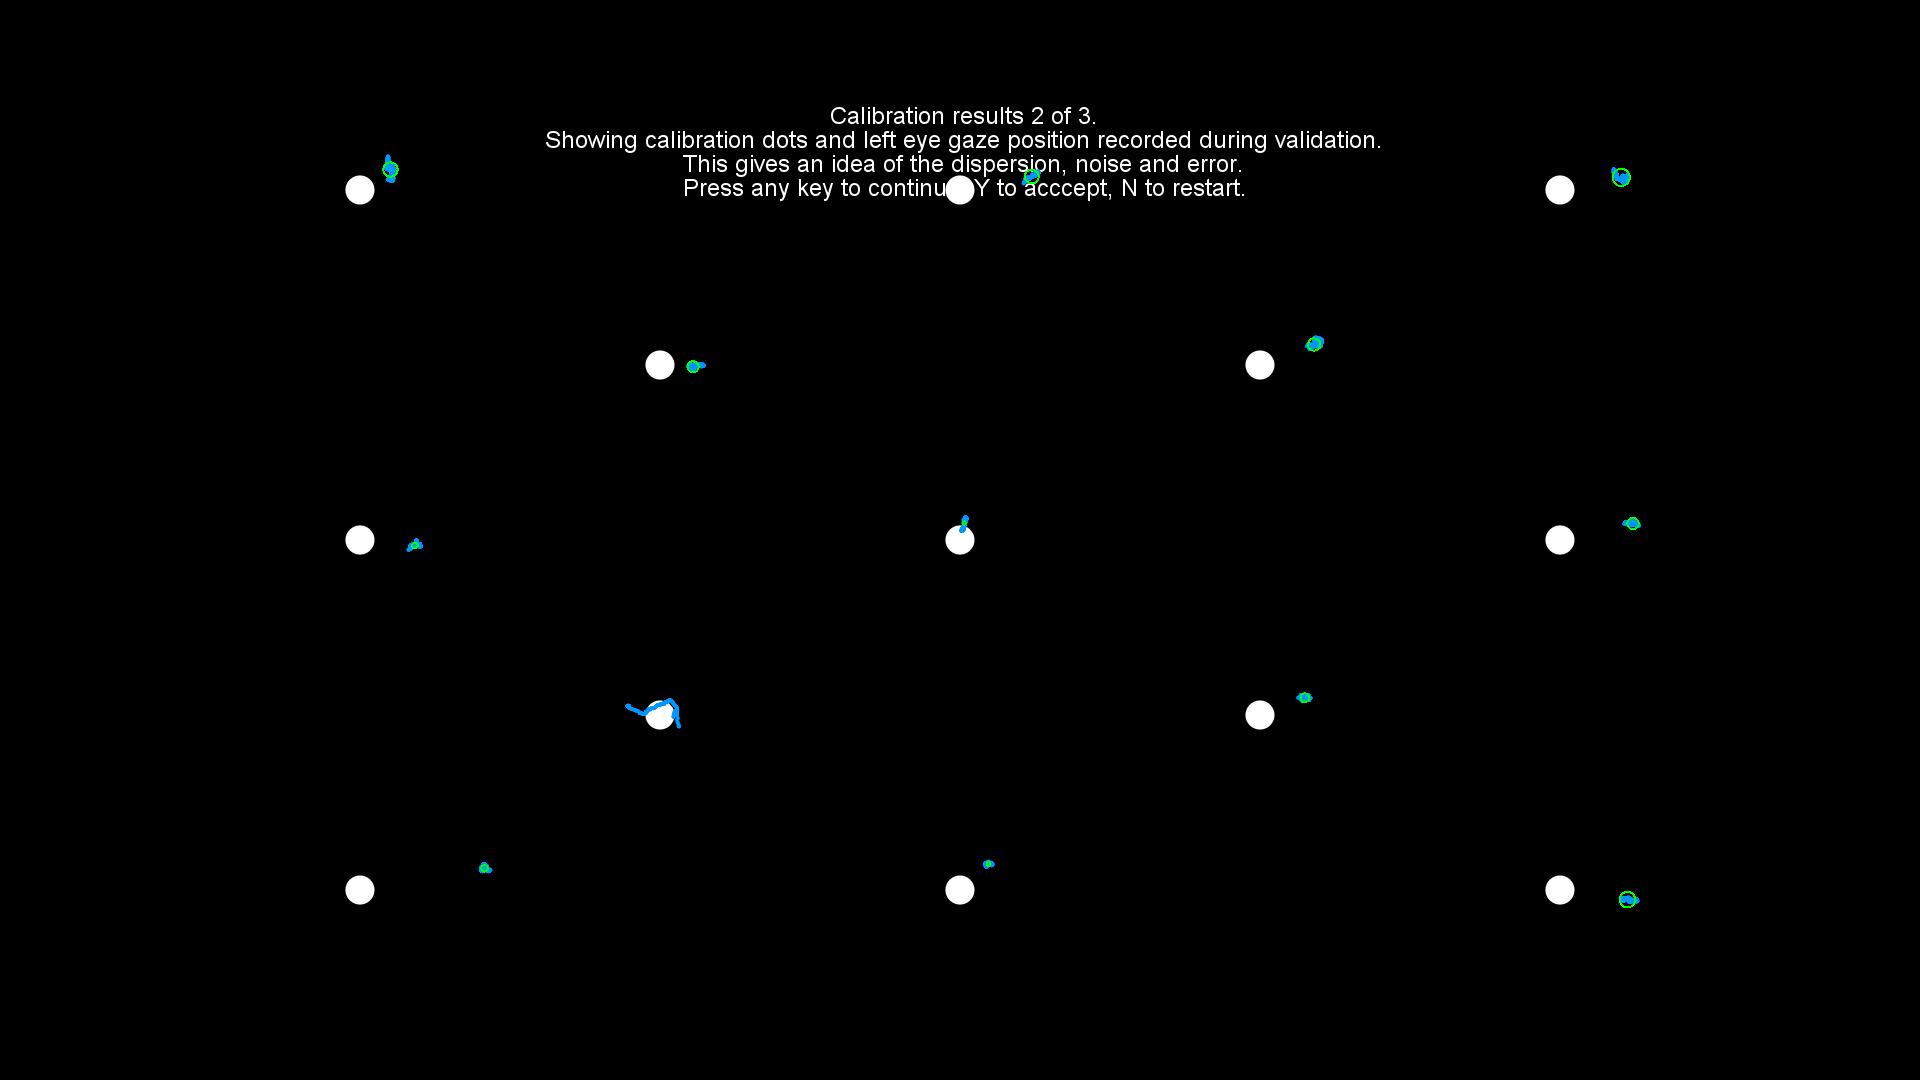 Calibration results 2 of 3.
Showing calibration dots and left eye gaze position recorded during validation.
This gives an idea of the dispersion, noise and error.
Press any key to continu Y to acccept, N to restart.